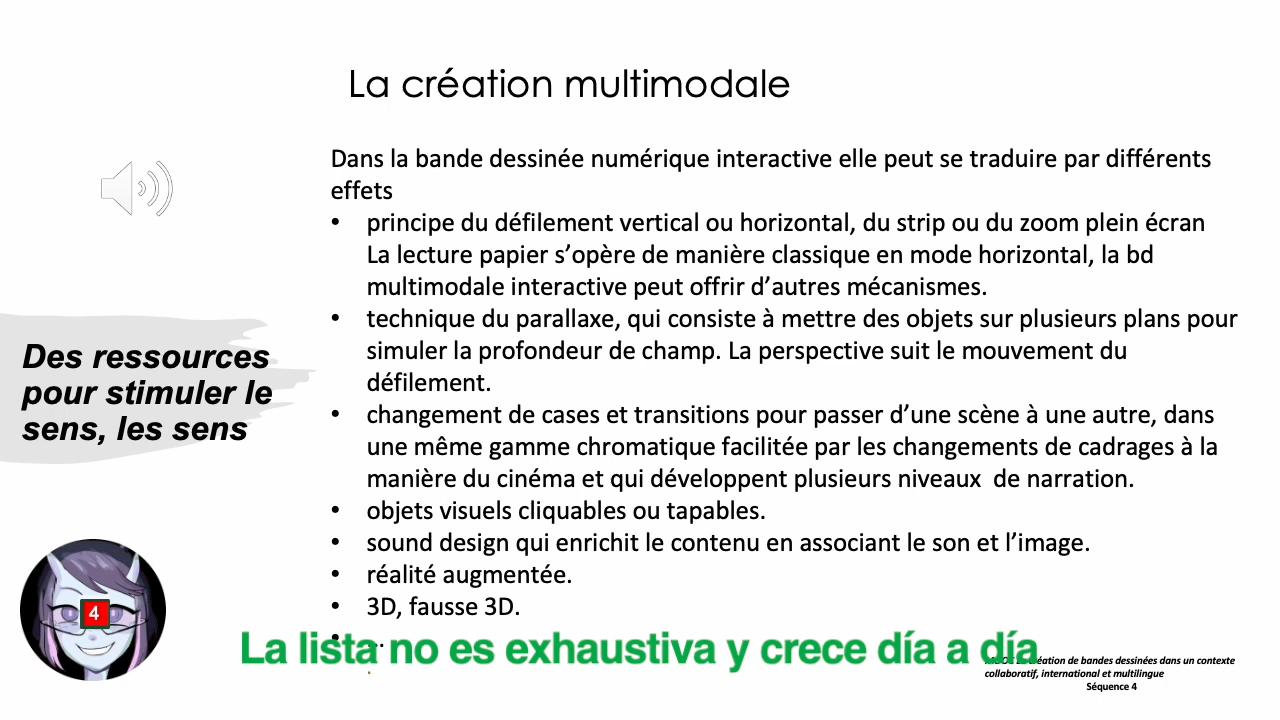 La création multimodale
Dans la bande dessinée numérique interactive elle peut se traduire par différents
effets
• principe du défilement vertical ou horizontal, du strip ou du zoom plein écran
La lecture papier s’opère de manière classique en mode horizontal, la bd
multimodale interactive peut offrir d’autres mécanismes.
• technique du parallaxe, qui consiste à mettre des objets sur plusieurs plans pour
simuler la profondeur de champ. La perspective suit le mouvement du
défilement.
• changement de cases et transitions pour passer d’une scène à une autre, dans
une même gamme chromatique facilitée par les changements de cadrages à la
manière du cinéma et qui développent plusieurs niveaux de narration.
• objets visuels cliquables ou tapables.
• sound design qui enrichit le contenu en associant le son et l’image.
• réalité augmentée.
• 3D, fausse 3D.
Des ressources
pour stimuler le
sens, les sens
4
La lista no es exhaustiva y crece día a día
création de bandes dessinées dans un contexte
collaboratif, international et multilingue
Séquence 4